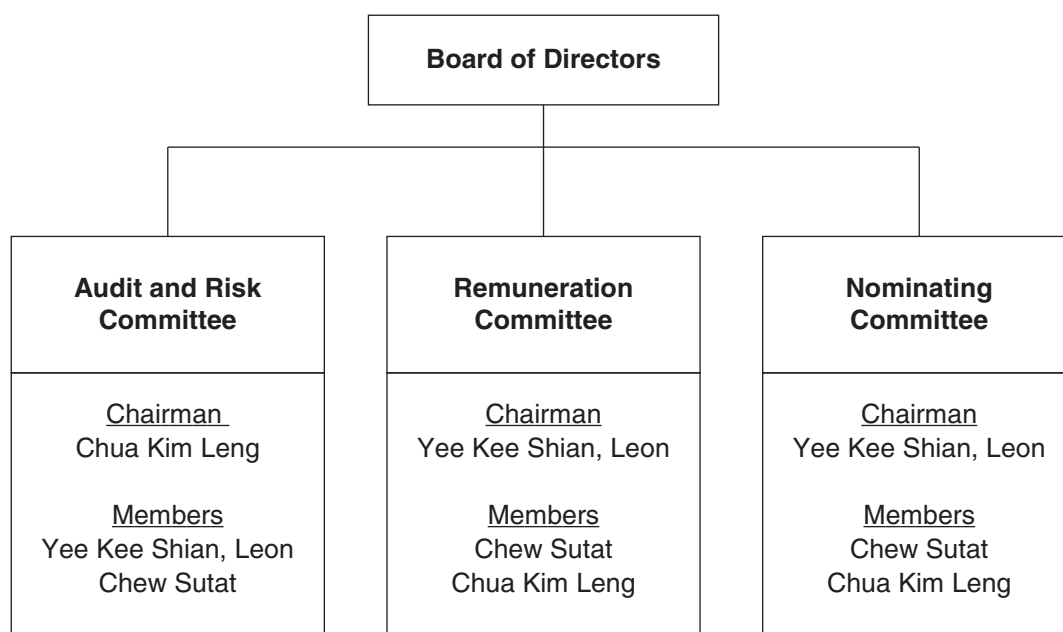 Board of Directors
Audit and Risk
Committee
Chairman
Chua Kim Leng
Members
Yee Kee Shian, Leon
Chew Sutat
Remuneration
Committee
Chairman
Yee Kee Shian, Leon
Members
Chew Sutat
Chua Kim Leng
Nominating
Committee
Chairman
Yee Kee Shian, Leon
Members
Chew Sutat
Chua Kim Leng